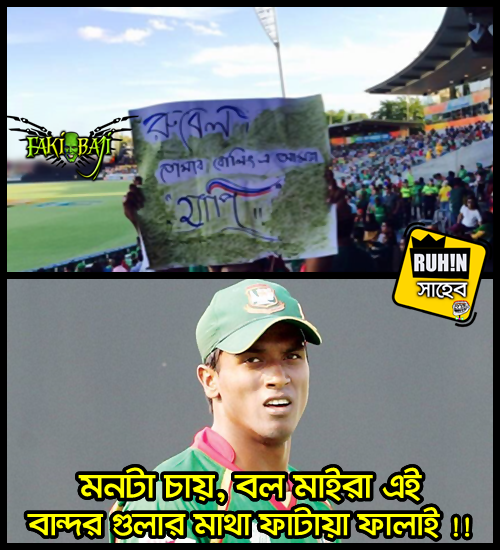 রুবেল
FAKIBAJI
তোমার বোলিং এ আমরা
"হ্যাপি"...
RUH!N
সাহেব
মনটা চায়, বল মাইরা এই
বান্দর গুলার মাথা ফাটায়া ফালাই !!